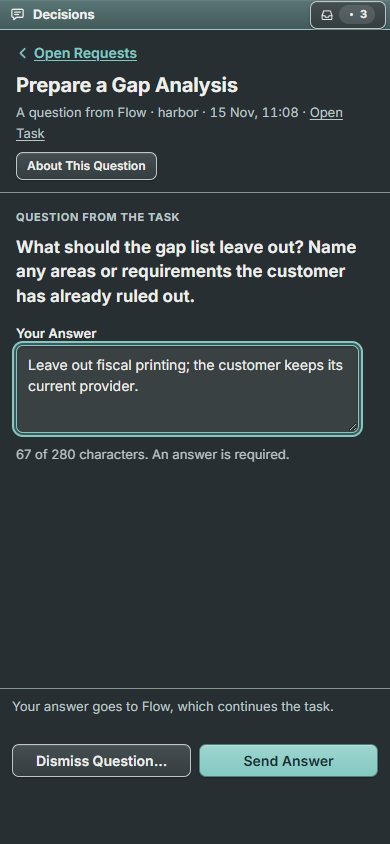 Decisions
• 3
Open Requests
Prepare a Gap Analysis
A question from Flow · harbor · 15 Nov, 11:08 · Open
Task
About This Question
QUESTION FROM THE TASK
What should the gap list leave out? Name
any areas or requirements the customer
has already ruled out.
Your Answer
Leave out fiscal printing; the customer keeps its
current provider.
67 of 280 characters. An answer is required.
Your answer goes to Flow, which continues the task.
Dismiss Question...
Send Answer